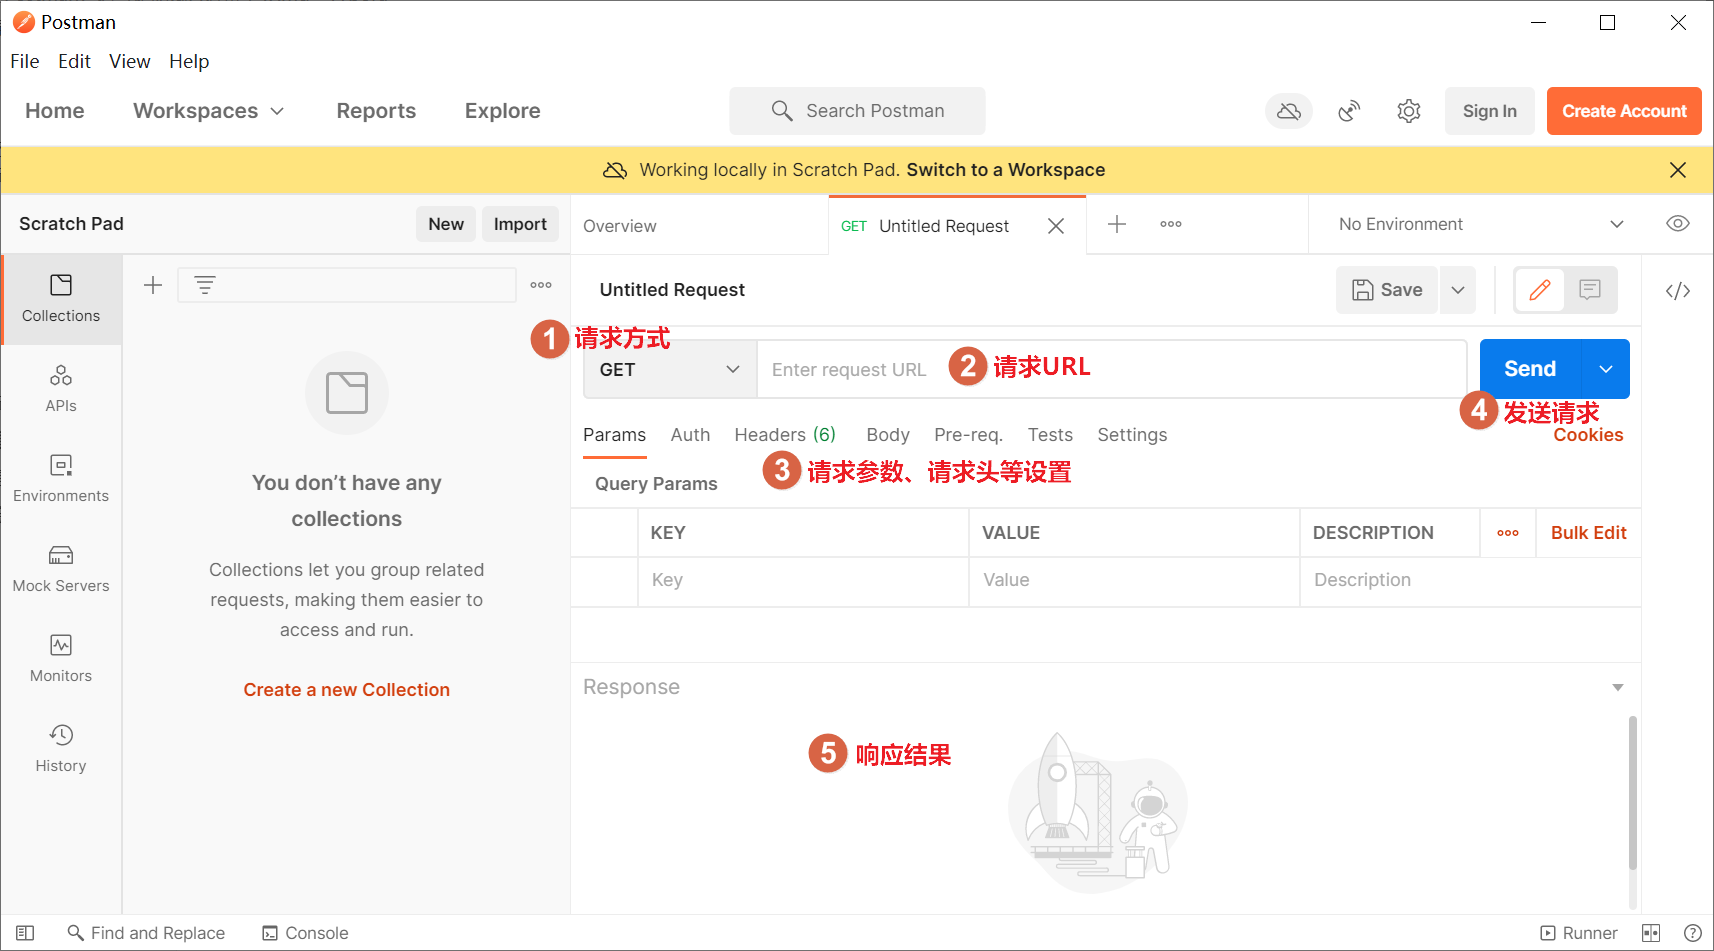 Postman
File Edit View Help
Home Workspaces Reports Explore Search Postman Sign In Create Account
Working locally in Scratch Pad. Switch to a Workspace
Scratch Pad New Import Overview GET Untitled Request No Environment
Collections
APIs
Environments
Mock Servers
Monitors
History
You don’t have any
collections
Collections let you group related
requests, making them easier to
access and run.
Create a new Collection
Untitled Request Save
1 请求方式
GET Enter request URL 2 请求URL Send
4 发送请求
Params Auth Headers (6) Body Pre-req. Tests Settings Cookies
3 请求参数、请求头等设置
Query Params
KEY VALUE DESCRIPTION Bulk Edit
Key Value Description
Response
5 响应结果
Find and Replace Console Runner